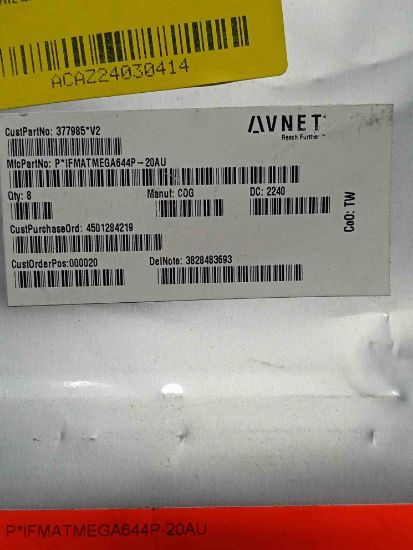 ACAZ24030414
AVNET
Reach Further
CustPartNo: 377985*V2
MfcPartNo: P*IFMATMEGA644P-20AU
Qty: 8 Manuf: COG DC: 2240
CoO: TW
CustPurchaseOrd: 4501284219
CustOrderPos:000020 DelNote: 3828483693
P*IFMATMEGA644P-20AU